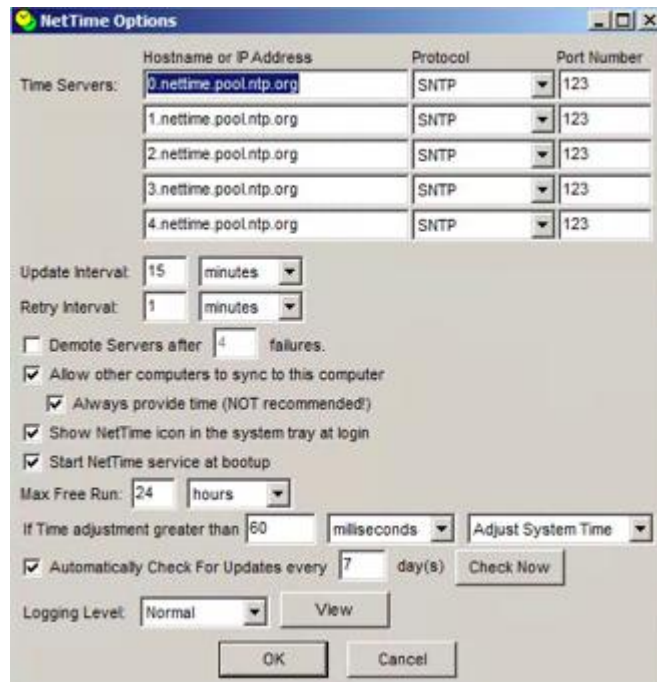 NetTime Options
Hostname or IP Address Protocol Port Number
Time Servers: 0.nettime.pool.ntp.org SNTP 123
1.nettime.pool.ntp.org SNTP 123
2.nettime.pool.ntp.org SNTP 123
3.nettime.pool.ntp.org SNTP 123
4.nettime.pool.ntp.org SNTP 123
Update Interval: 15 minutes
Retry Interval: 1 minutes
Demote Servers after 4 failures.
Allow other computers to sync to this computer
Always provide time (NOT recommended!)
Show NetTime icon in the system tray at login
Start NetTime service at bootup
Max Free Run: 24 hours
If Time adjustment greater than 60 milliseconds Adjust System Time
Automatically Check For Updates every 7 day(s) Check Now
Logging Level: Normal View
OK Cancel